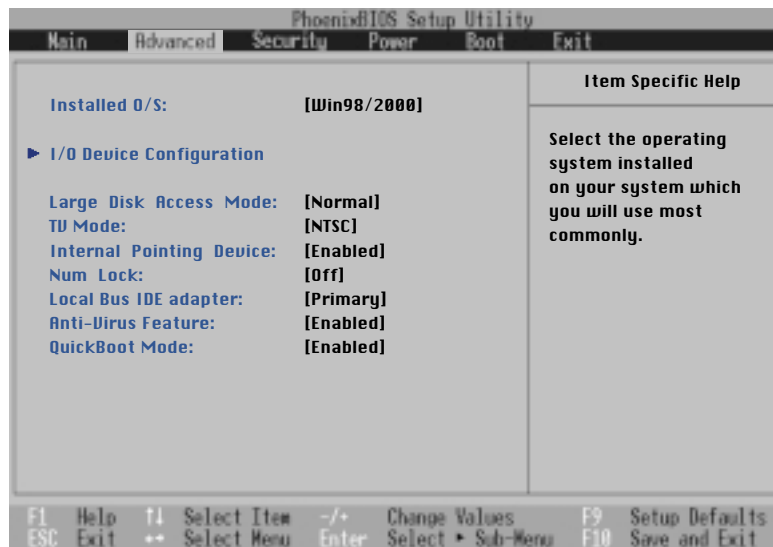 PhoenixBIOS Setup Utility
Main Advanced Security Power Boot Exit
Item Specific Help
Installed O/S: [Win98/2000]
Select the operating
system installed
on your system which
you will use most
commonly.
► I/O Device Configuration
Large Disk Access Mode: [Normal]
TV Mode: [NTSC]
Internal Pointing Device: [Enabled]
Num Lock: [Off]
Local Bus IDE adapter: [Primary]
Anti-Virus Feature: [Enabled]
QuickBoot Mode: [Enabled]
F1 Help ↑↓ Select Item -/+ Change Values F9 Setup Defaults
ESC Exit ↔ Select Menu Enter Select ► Sub-Menu F10 Save and Exit